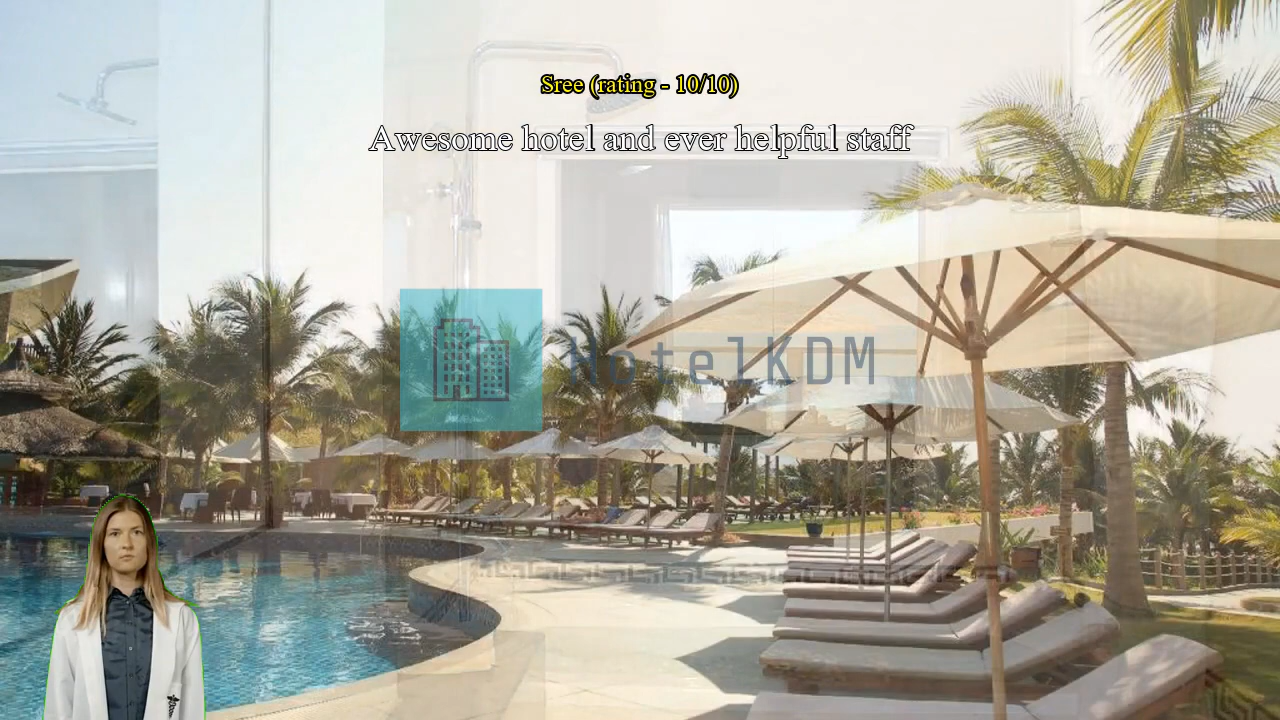 Sree (rating - 10/10)
Awesome hotel and ever helpful staff
HotelKDM